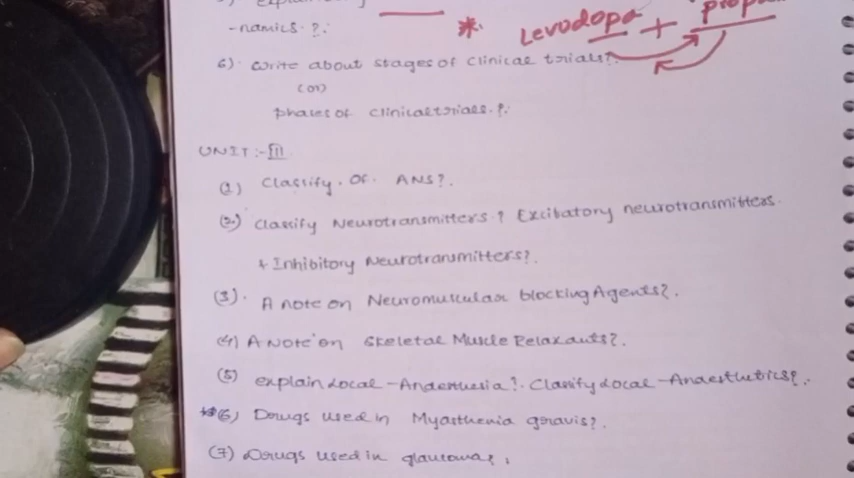 -namics.?.
* Levodopa +
6). write about stages of clinical trials?.
(or)
phases of clinical trials.?.
UNIT:-II
(1) Classify. Of. ANS?.
(2) classify Neurotransmitters.? Excibatory neurotransmitters.
& Inhibitory Neurotransmitters?.
(3). A note on Neuromuscular blocking Agents?.
(4) A Note on Skeletal Muscle Relaxants?.
(5) explain Local-Anaesthesia?. Classify Local-Anaesthetics?..
*(6) Drugs used in Myasthenia gravis?.
(7) Drugs used in glaucoma?.